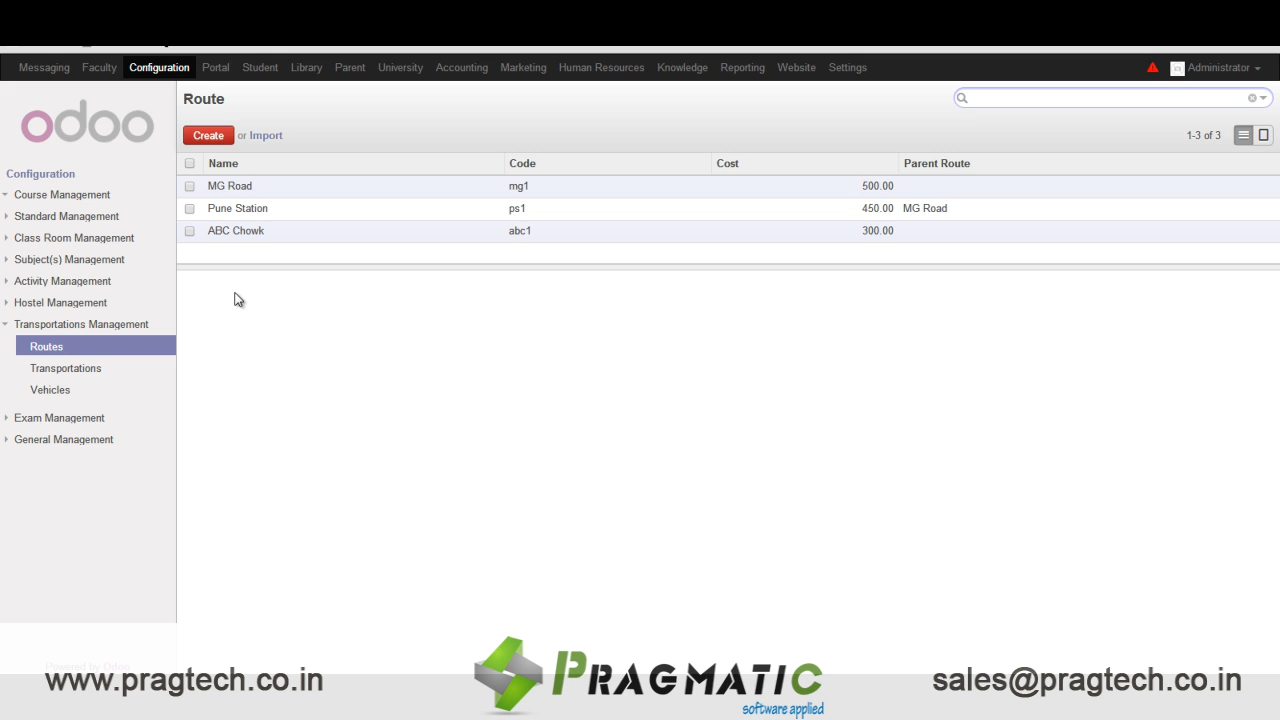 Messaging Faculty Configuration Portal Student Library Parent University Accounting Marketing Human Resources Knowledge Reporting Website Settings Administrator
odoo
Route
Create or Import
1-3 of 3
Name Code Cost Parent Route
MG Road mg1 500.00
Pune Station ps1 450.00 MG Road
ABC Chowk abc1 300.00
Configuration
Course Management
Standard Management
Class Room Management
Subject(s) Management
Activity Management
Hostel Management
Transportations Management
Routes
Transportations
Vehicles
Exam Management
General Management
Powered by Odoo
www.pragtech.co.in
PRAGMATIC
software applied
sales@pragtech.co.in